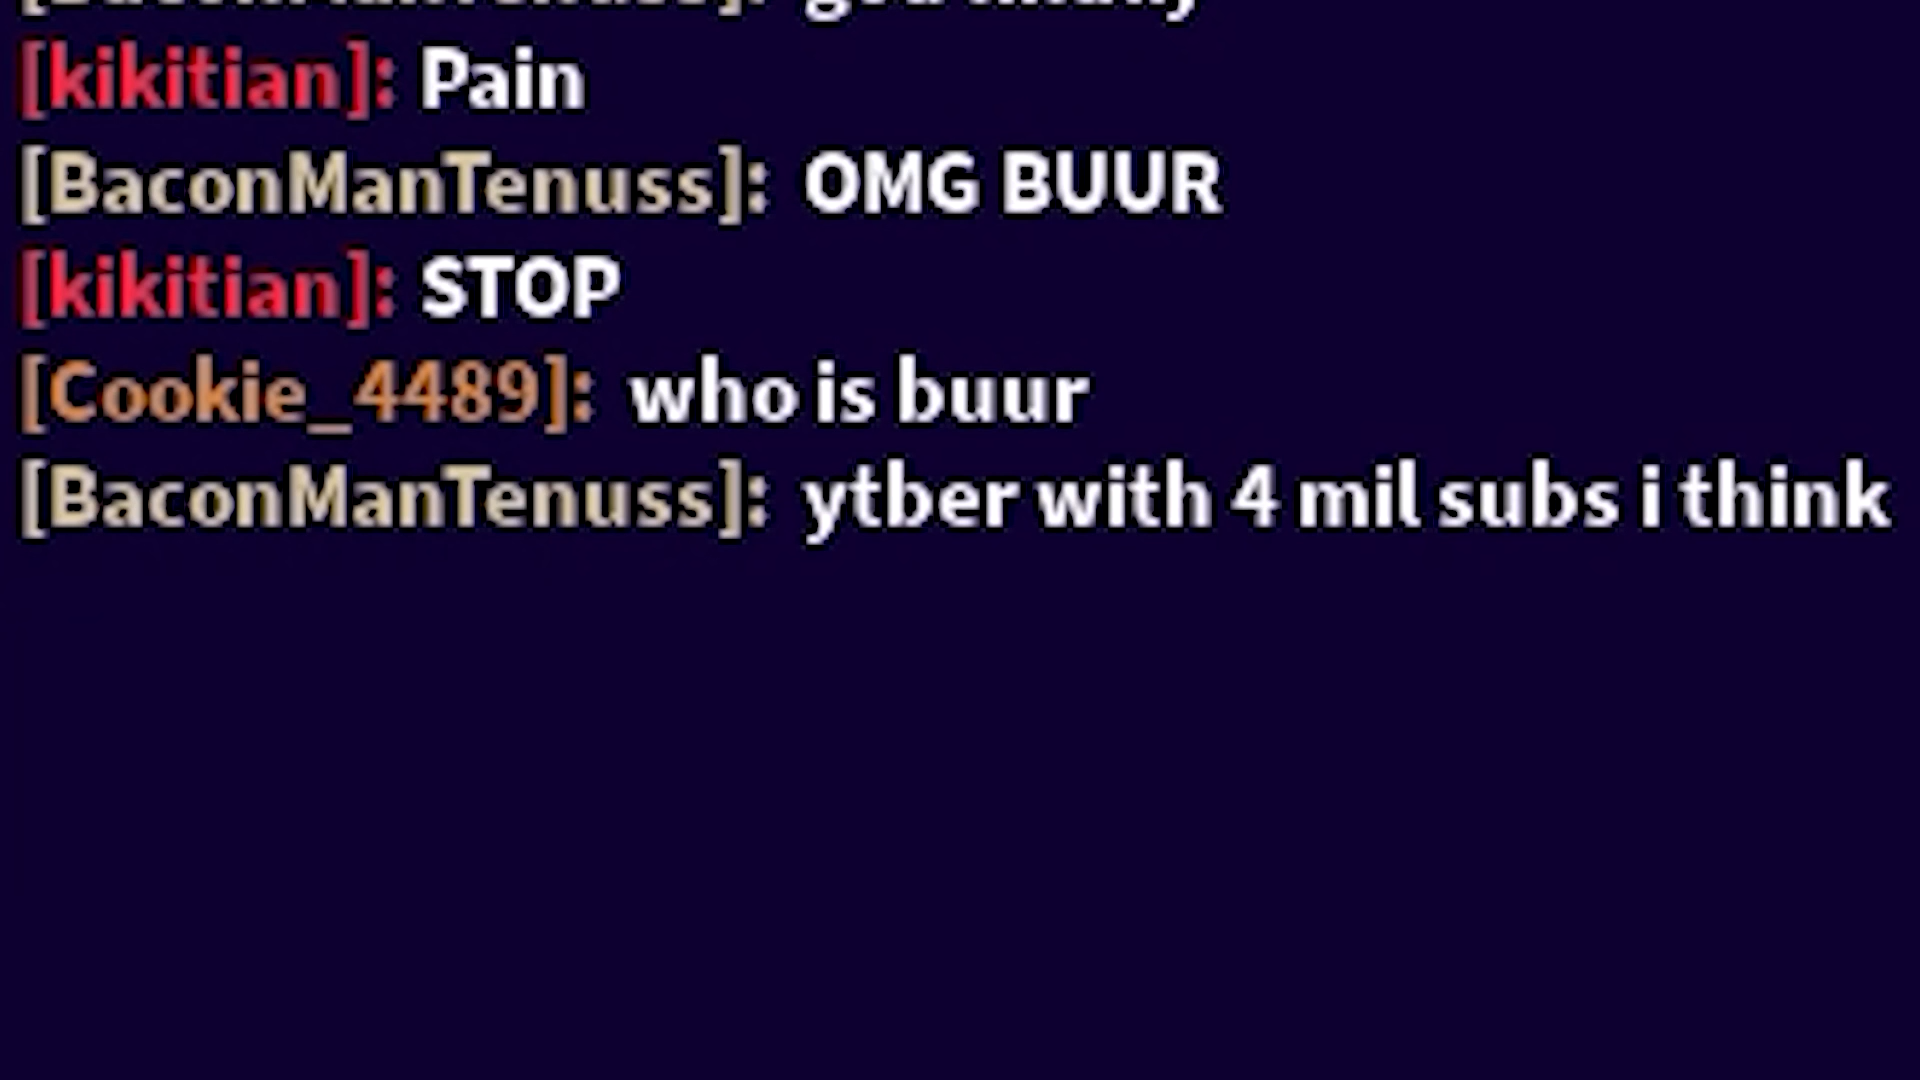 [kikitian]: Pain
[BaconManTenuss]: OMG BUUR
[kikitian]: STOP
[Cookie_4489]: who is buur
[BaconManTenuss]: ytber with 4 mil subs i think